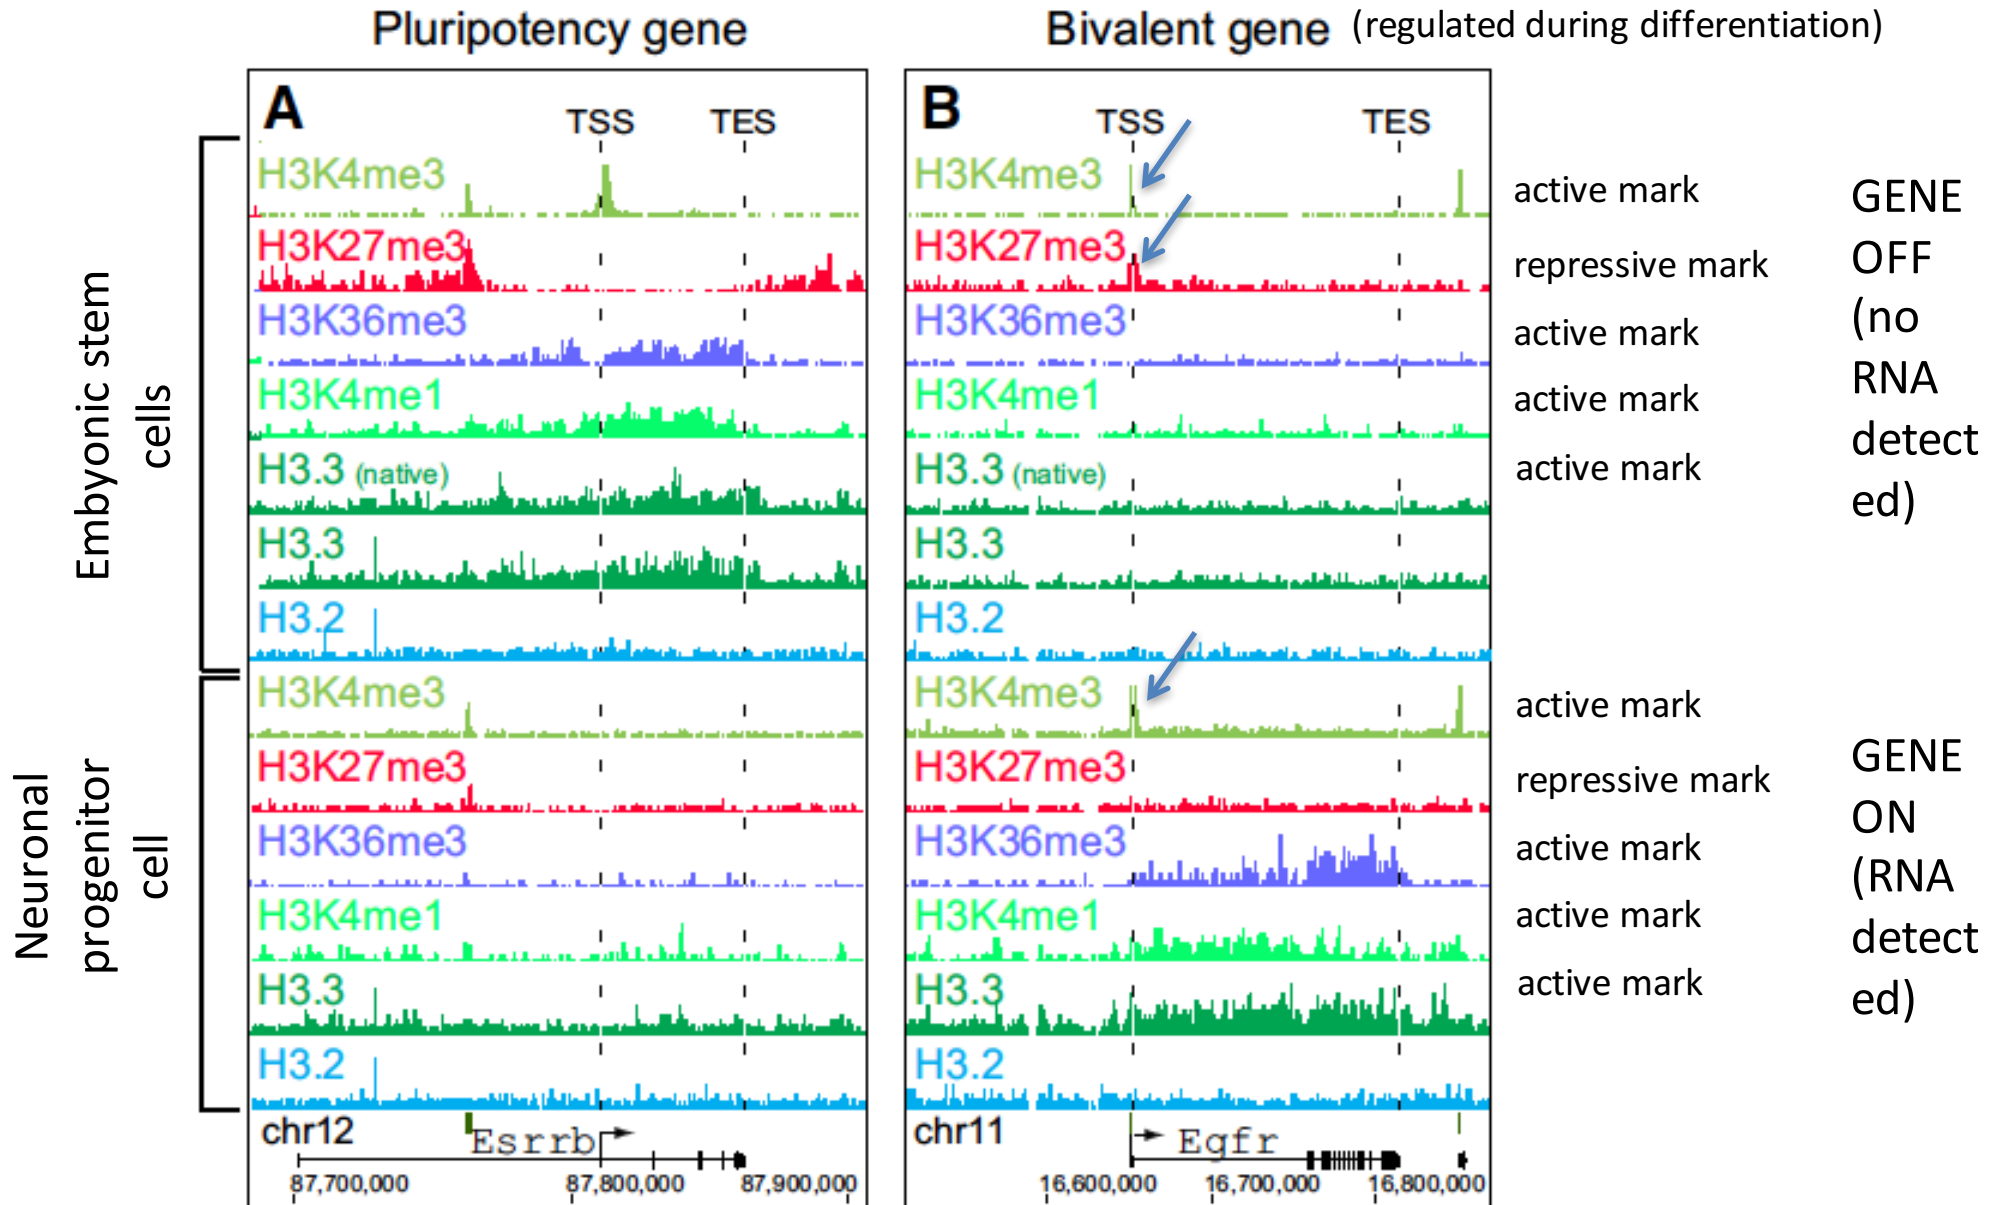 Pluripotency gene
Bivalent gene (regulated during differentiation)
Embryonic stem
cells
Neuronal
progenitor
cell
A
TSS TES
H3K4me3
H3K27me3
H3K36me3
H3K4me1
H3.3 (native)
H3.3
H3.2
H3K4me3
H3K27me3
H3K36me3
H3K4me1
H3.3
H3.2
chr12
Esrrb
87,700,000 87,800,000 87,900,000
B
TSS TES
H3K4me3
H3K27me3
H3K36me3
H3K4me1
H3.3 (native)
H3.3
H3.2
H3K4me3
H3K27me3
H3K36me3
H3K4me1
H3.3
H3.2
chr11
Egfr
16,600,000 16,700,000 16,800,000
active mark
repressive mark
active mark
active mark
active mark
active mark
repressive mark
active mark
active mark
active mark
GENE
OFF
(no
RNA
detect
ed)
GENE
ON
(RNA
detect
ed)